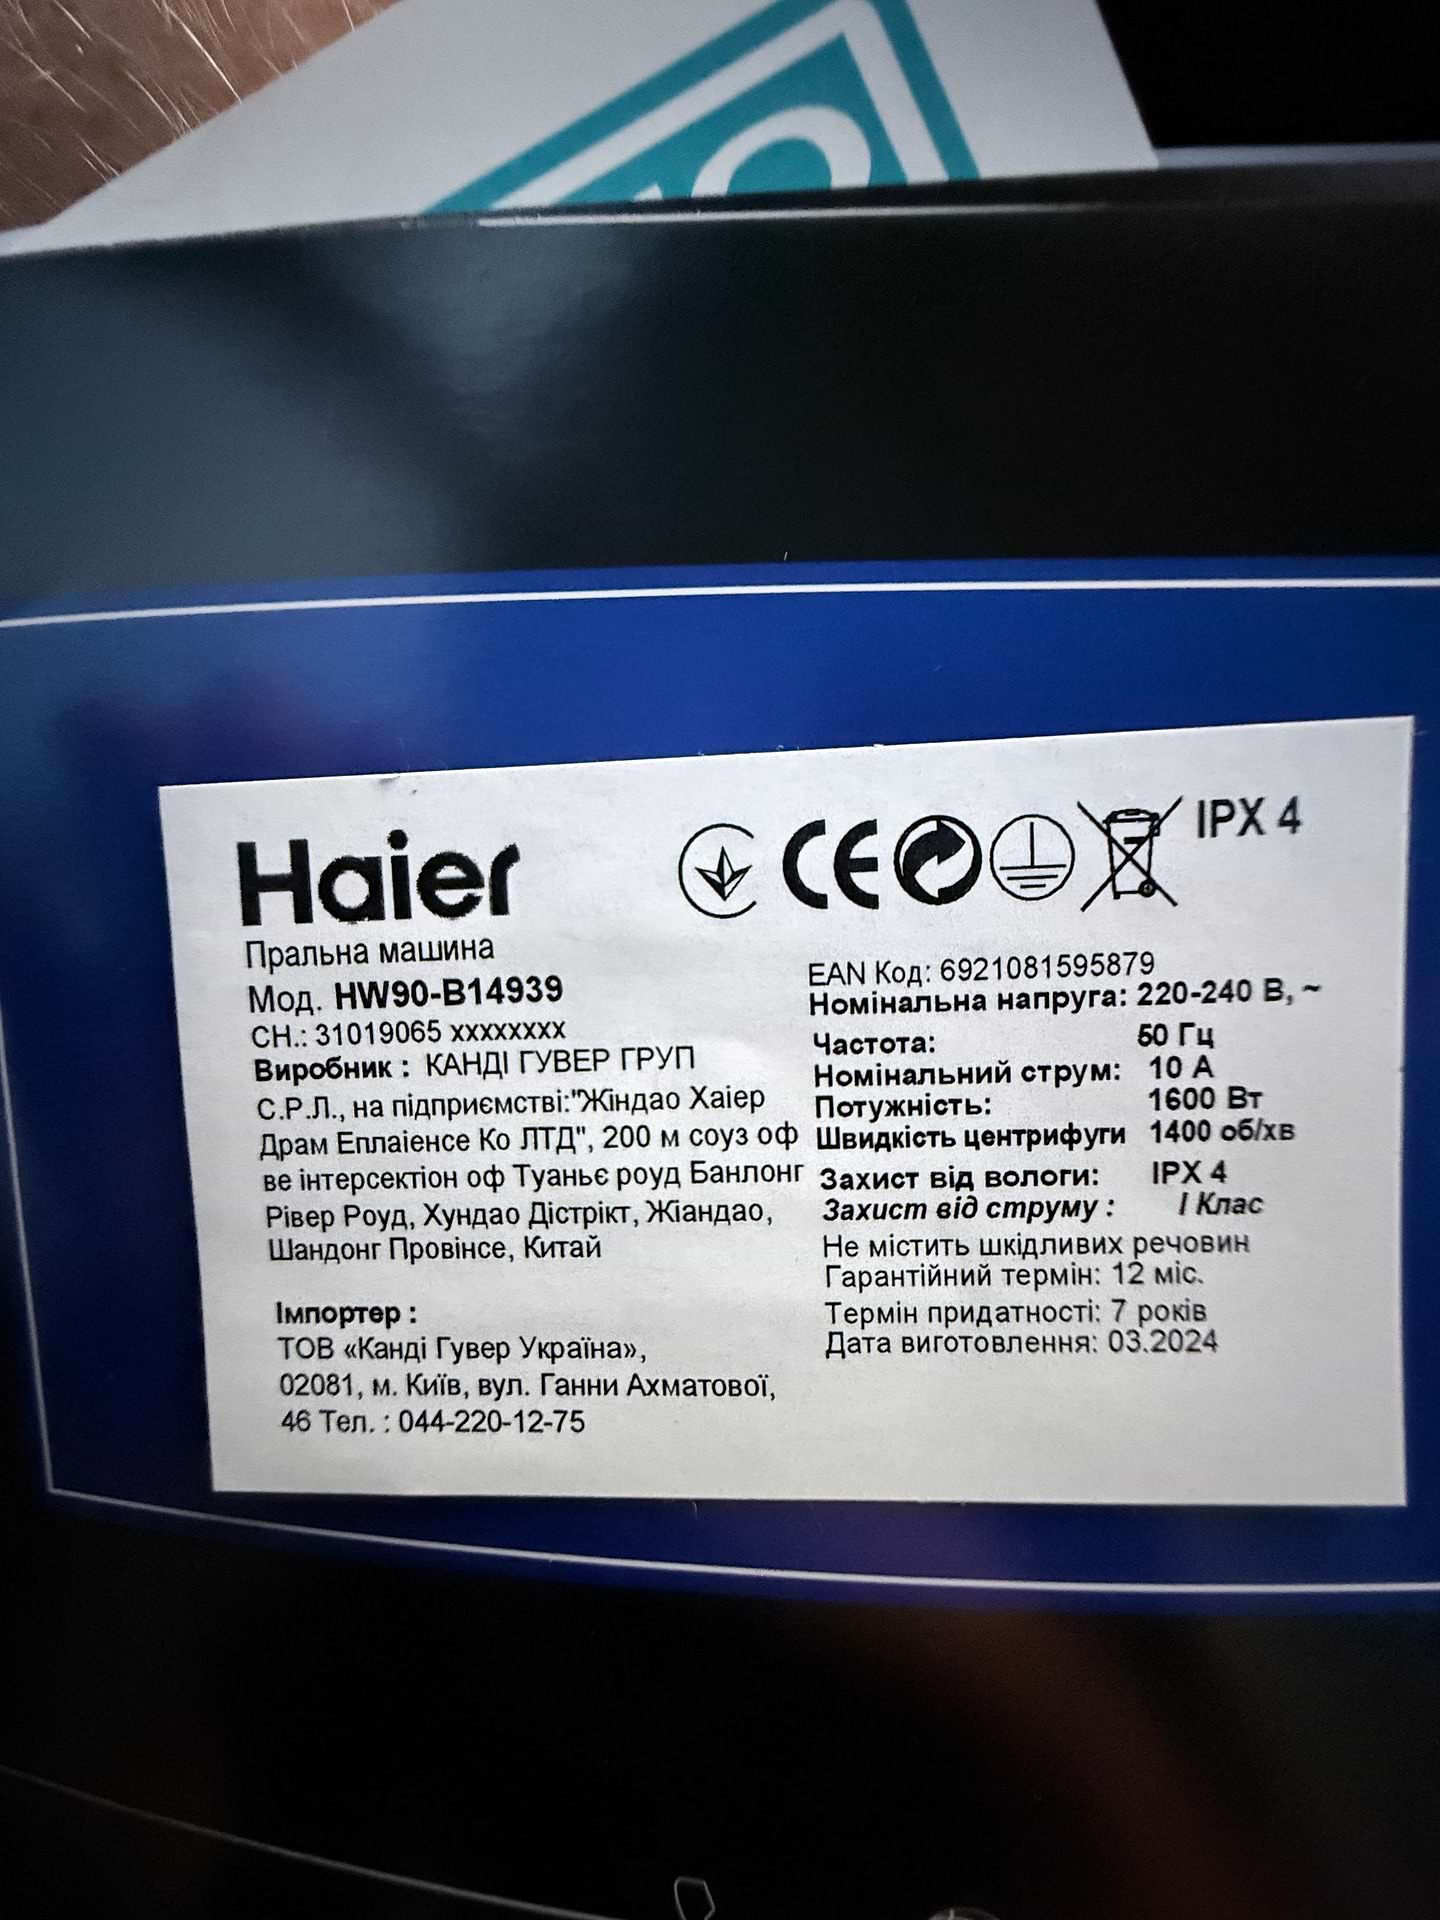 Haier
CE
IPX 4
Пральна машина
Мод. HW90-B14939
СН.: 31019065 xxxxxxxx
Виробник : КАНДІ ГУВЕР ГРУП
С.Р.Л., на підприємстві:"Жіндао Хаіер
Драм Еплаіенсе Ко ЛТД", 200 м соуз оф
ве інтерсектіон оф Туаньє роуд Банлонг
Рівер Роуд, Хундао Дістрікт, Жіандао,
Шандонг Провінсе, Китай
Імпортер :
ТОВ «Канді Гувер Україна»,
02081, м. Київ, вул. Ганни Ахматової,
46 Тел. : 044-220-12-75
EAN Код: 6921081595879
Номінальна напруга: 220-240 В, ~
Частота: 50 Гц
Номінальний струм: 10 А
Потужність: 1600 Вт
Швидкість центрифуги 1400 об/хв
Захист від вологи: IPX 4
Захист від струму : І Клас
Не містить шкідливих речовин
Гарантійний термін: 12 міс.
Термін придатності: 7 років
Дата виготовлення: 03.2024